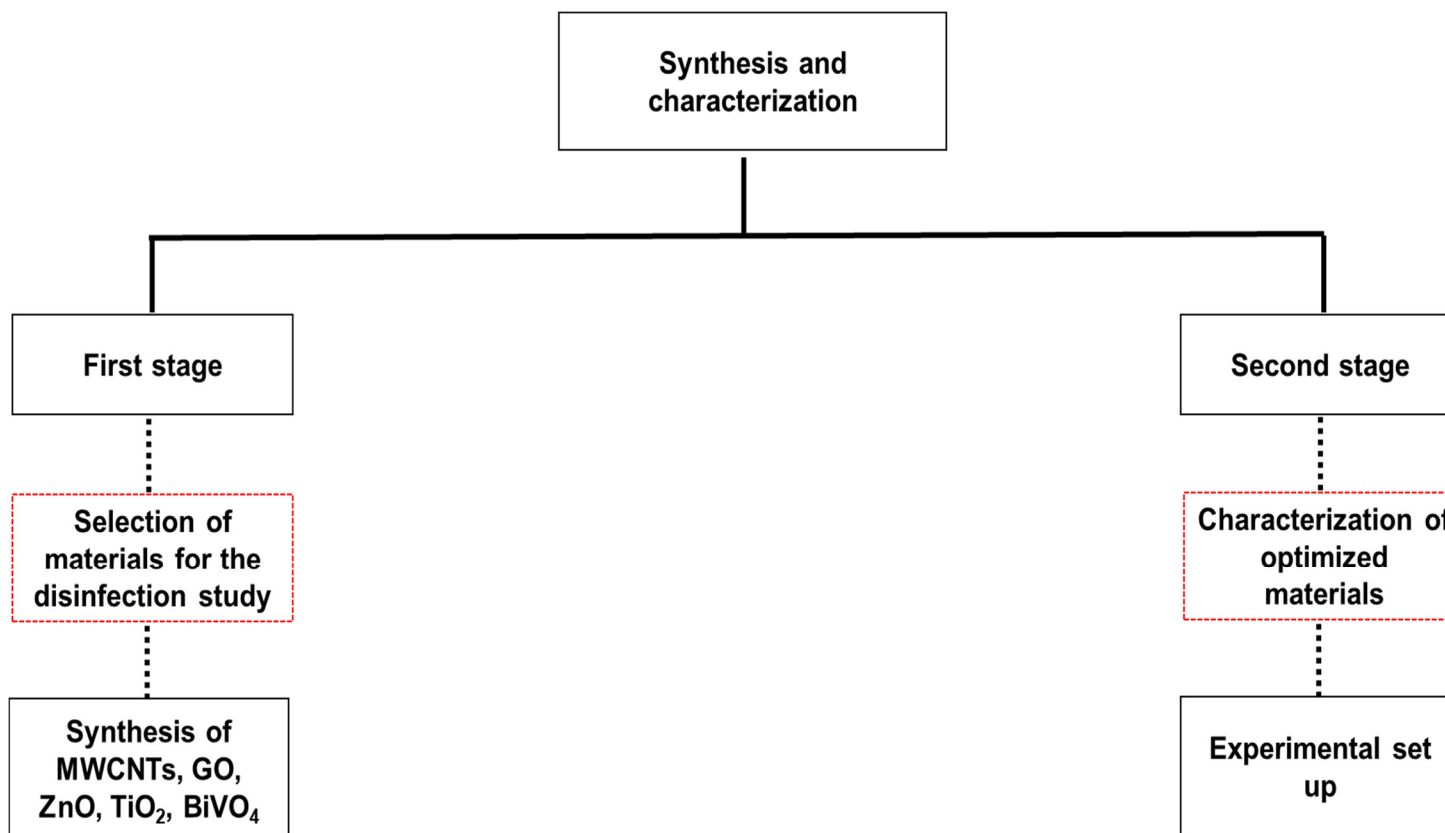 Synthesis and
characterization
First stage
Second stage
Selection of
materials for the
disinfection study
Characterization of
optimized
materials
Synthesis of
MWCNTs, GO,
ZnO, TiO₂, BiVO₄
Experimental set
up